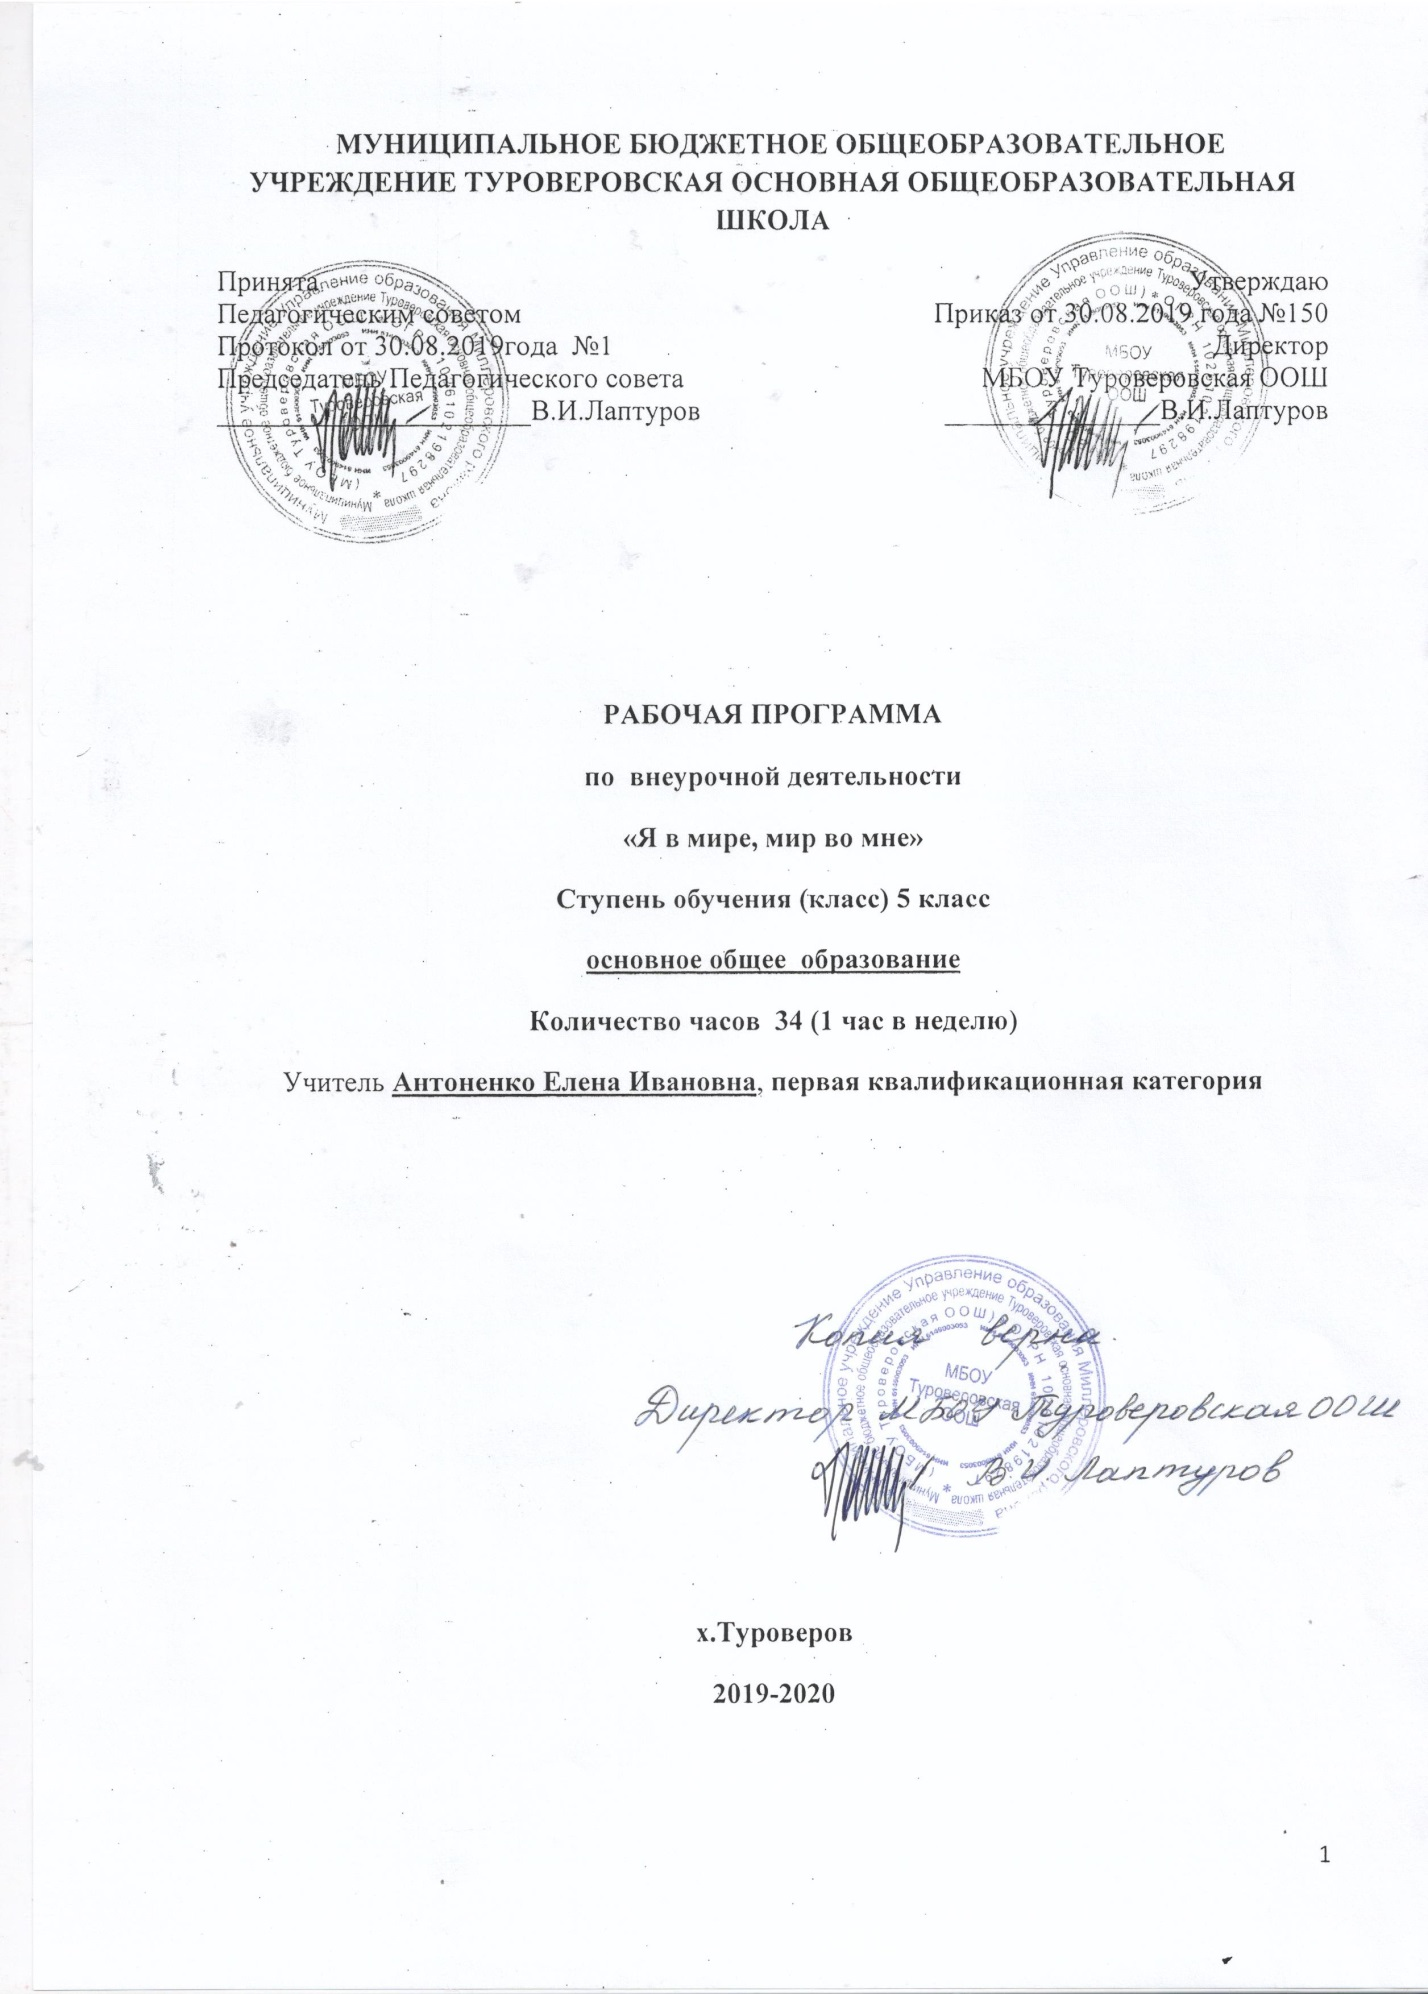 МУНИЦИПАЛЬНОЕ БЮДЖЕТНОЕ ОБЩЕОБРАЗОВАТЕЛЬНОЕ
УЧРЕЖДЕНИЕ ТУРОВЕРОВСКАЯ ОСНОВНАЯ ОБЩЕОБРАЗОВАТЕЛЬНАЯ
ШКОЛА
Принята
Педагогическим советом
Протокол от 30.08.2019года №1
Председатель Педагогического совета
В.И.Лаптуров
Утверждаю
Приказ от 30.08.2019 года №150
Директор
МБОУ Туроверовская ООШ
В.И.Лаптуров
РАБОЧАЯ ПРОГРАММА
по внеурочной деятельности
«Я в мире, мир во мне»
Ступень обучения (класс) 5 класс
основное общее образование
Количество часов 34 (1 час в неделю)
Учитель Антоненко Елена Ивановна, первая квалификационная категория
Копия верна
Директор МБОУ Туроверовская ООШ
В И Лаптуров
МБОУ
Туроверовская
ООШ
х.Туроверов
2019-2020
1